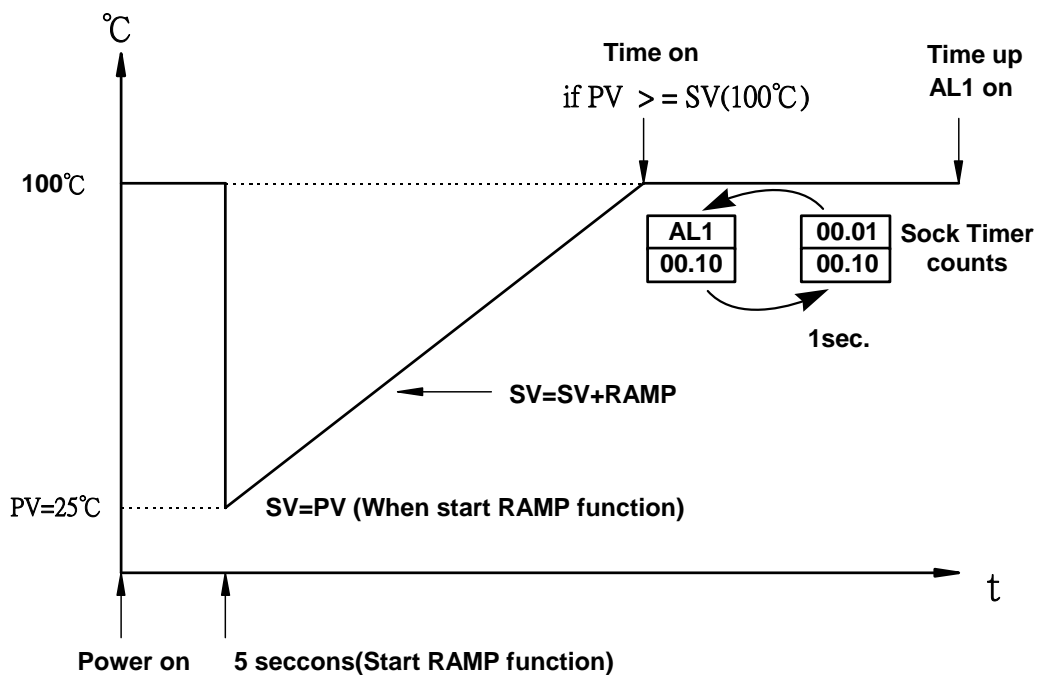 ℃
Time on
if PV >= SV(100℃)
Time up
AL1 on
100℃
AL1
00.10
00.01
00.10
Sock Timer
counts
1sec.
SV=SV+RAMP
PV=25℃
SV=PV (When start RAMP function)
t
Power on
5 seccons(Start RAMP function)